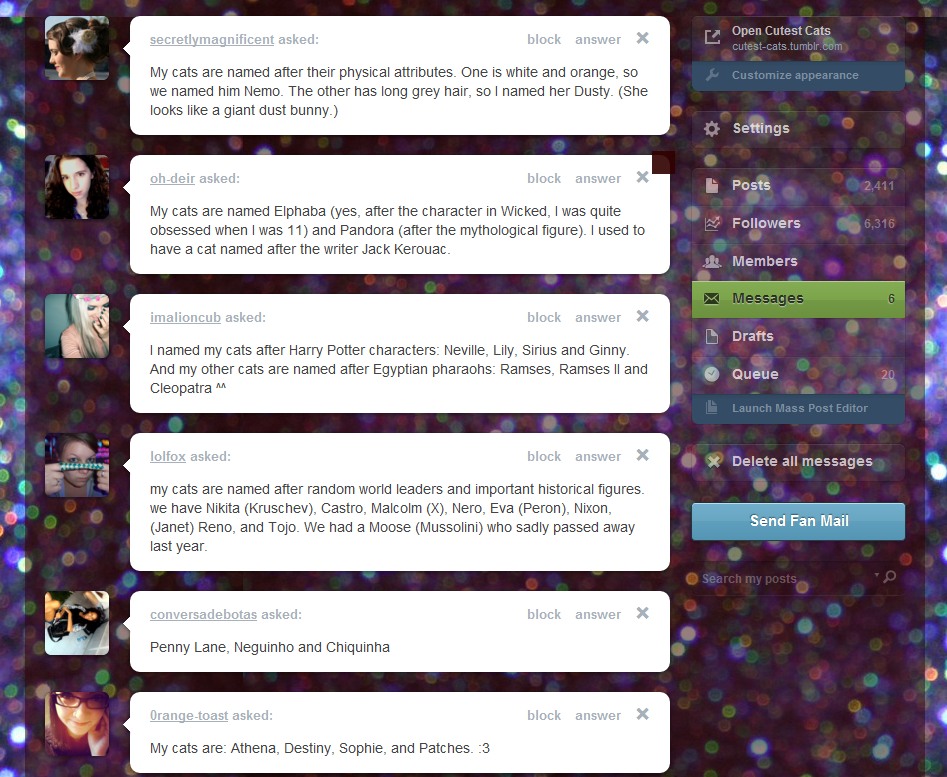 secretlymagnificent asked:
block answer
My cats are named after their physical attributes. One is white and orange, so
we named him Nemo. The other has long grey hair, so I named her Dusty. (She
looks like a giant dust bunny.)
oh-deir asked:
block answer
My cats are named Elphaba (yes, after the character in Wicked, I was quite
obsessed when I was 11) and Pandora (after the mythological figure). I used to
have a cat named after the writer Jack Kerouac.
imalioncub asked:
block answer
I named my cats after Harry Potter characters: Neville, Lily, Sirius and Ginny.
And my other cats are named after Egyptian pharaohs: Ramses, Ramses II and
Cleopatra ^^
lolfox asked:
block answer
my cats are named after random world leaders and important historical figures.
we have Nikita (Kruschev), Castro, Malcolm (X), Nero, Eva (Peron), Nixon,
(Janet) Reno, and Tojo. We had a Moose (Mussolini) who sadly passed away
last year.
conversadebotas asked:
block answer
Penny Lane, Neguinho and Chiquinha
0range-toast asked:
block answer
My cats are: Athena, Destiny, Sophie, and Patches. :3
Open Cutest Cats
cutest-cats.tumblr.com
Customize appearance
Settings
Posts 2,411
Followers 6,316
Members
Messages 6
Drafts
Queue 20
Launch Mass Post Editor
Delete all messages
Send Fan Mail
Search my posts